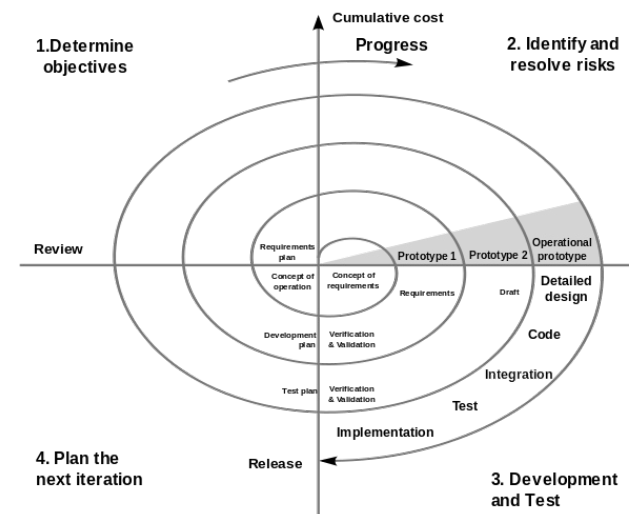 Cumulative cost
Progress
1.Determine
objectives
2. Identify and
resolve risks
Review
Requirements
plan
Prototype 1
Prototype 2
Operational
prototype
Concept of
operation
Concept of
requirements
Requirements
Draft
Detailed
design
Development
plan
Verification
& Validation
Code
Test plan
Verification
& Validation
Integration
Test
Implementation
4. Plan the
next iteration
Release
3. Development
and Test